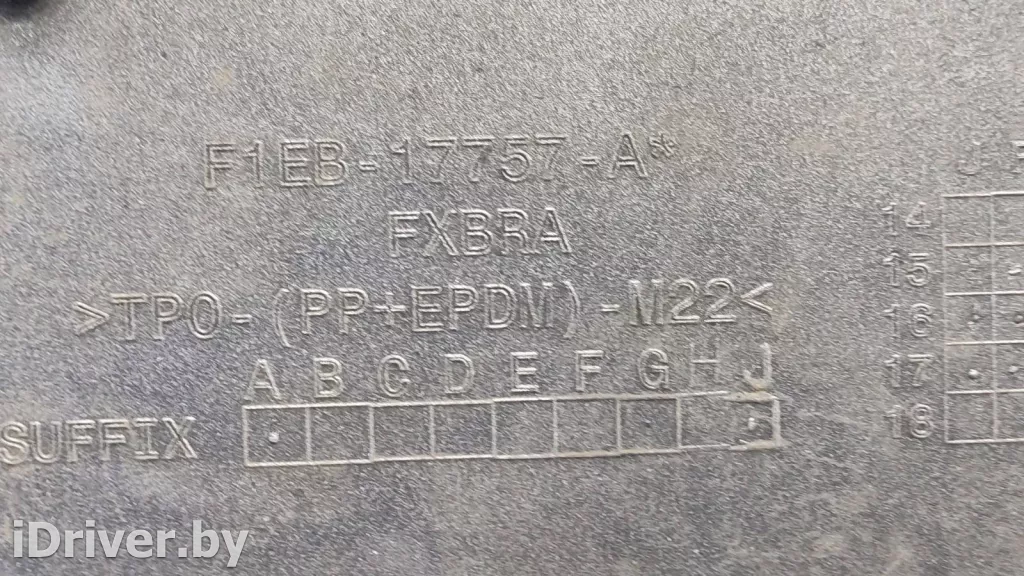 F1EB-17757-A*
FXBRA
>TPO-(PP+EPDM)-M22<
A B C D E F G H J
SUFFIX
J F
14
15
16
17
18
iDriver.by